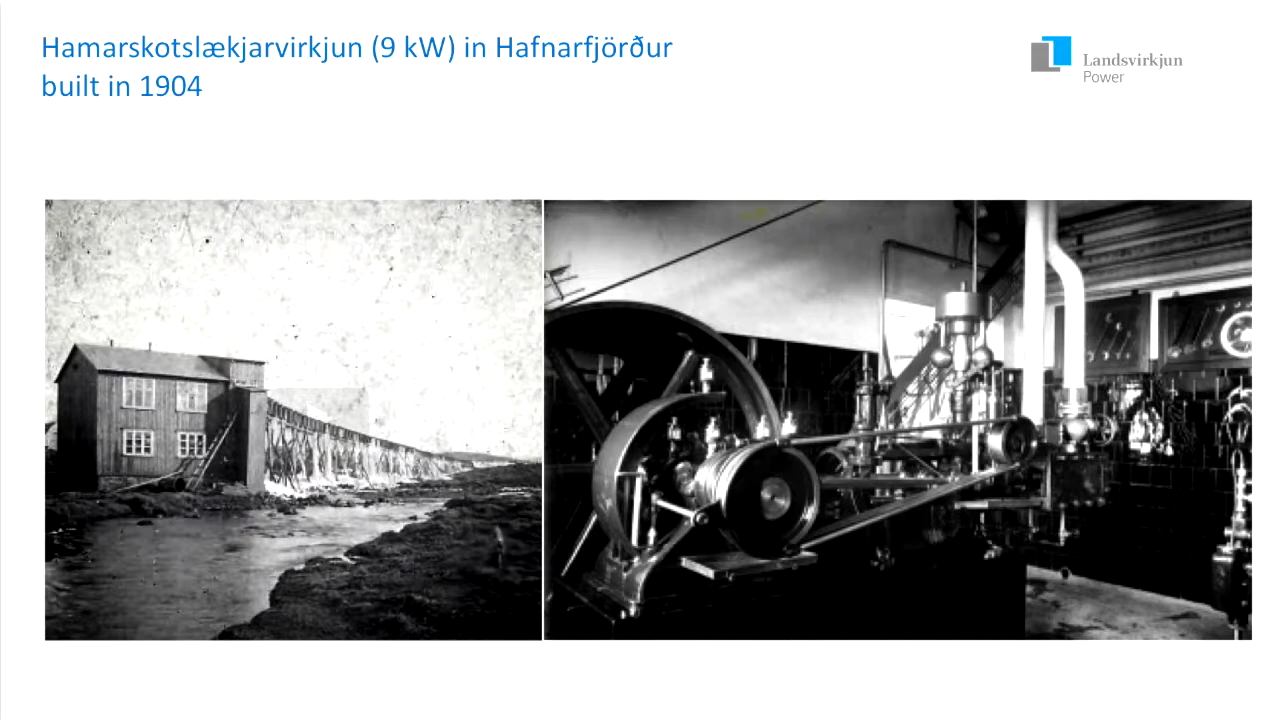 Hamarskotslækjarvirkjun (9 kW) in Hafnarfjörður
built in 1904
Landsvirkjun
Power